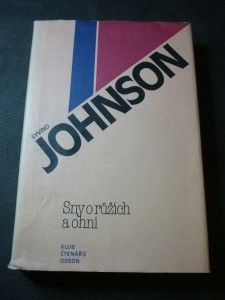 EYVIND
JOHNSON
Sny o růžích
a ohni
KLUB
ČTENÁŘŮ
ODEON